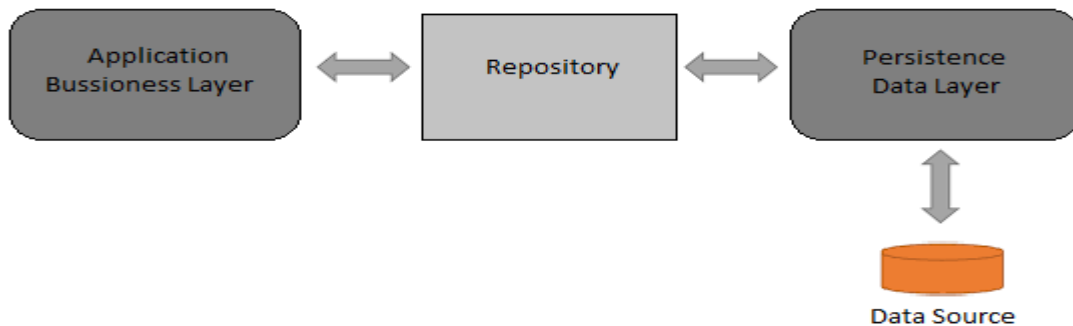 Application
Bussioness Layer
Repository
Persistence
Data Layer
Data Source